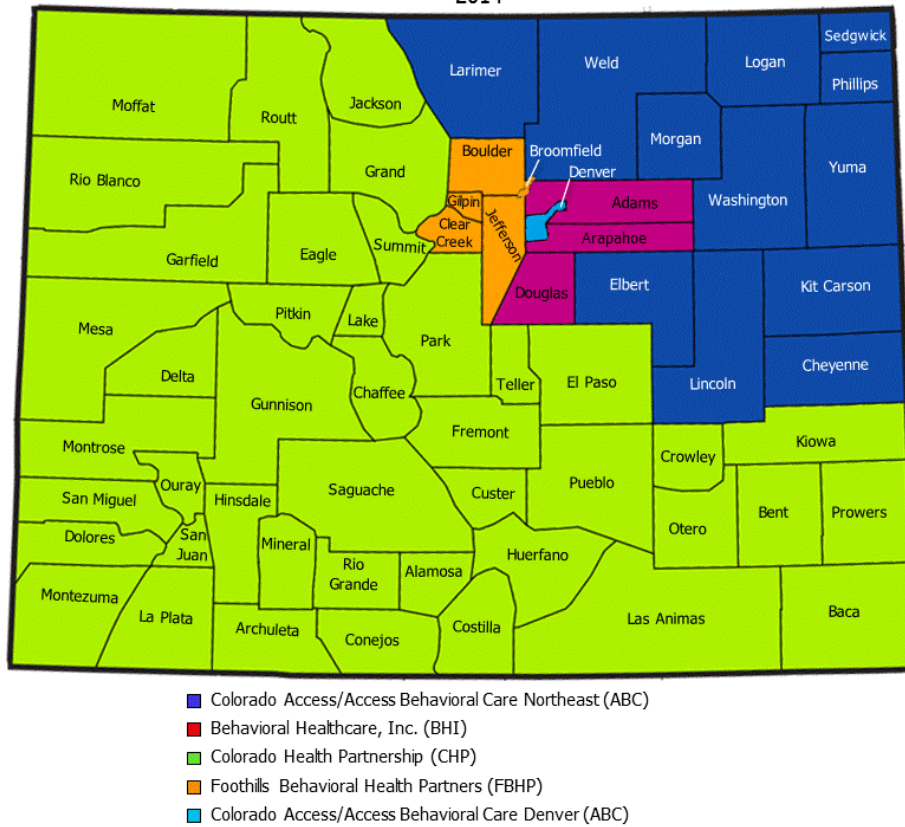 2014
Sedgwick
Larimer
Weld
Logan
Phillips
Moffat
Jackson
Routt
Morgan
Boulder
Broomfield
Yuma
Grand
Denver
Rio Blanco
Gilpin
Adams
Washington
Jefferson
Clear
Creek
Arapahoe
Summit
Eagle
Garfield
Elbert
Kit Carson
Douglas
Pitkin
Lake
Mesa
Park
Cheyenne
Delta
Teller
El Paso
Lincoln
Chaffee
Gunnison
Fremont
Kiowa
Montrose
Crowley
Ouray
Saguache
Pueblo
San Miguel
Hinsdale
Custer
Bent
Prowers
Otero
Dolores
San
Juan
Mineral
Huerfano
Rio
Grande
Alamosa
Montezuma
La Plata
Las Animas
Baca
Archuleta
Costilla
Conejos
Colorado Access/Access Behavioral Care Northeast (ABC)
Behavioral Healthcare, Inc. (BHI)
Colorado Health Partnership (CHP)
Foothills Behavioral Health Partners (FBHP)
Colorado Access/Access Behavioral Care Denver (ABC)